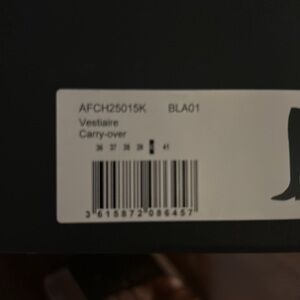 AFCH25015K BLA01
Vestiaire
Carry-over
36 37 38 39 41
3 615872 086457